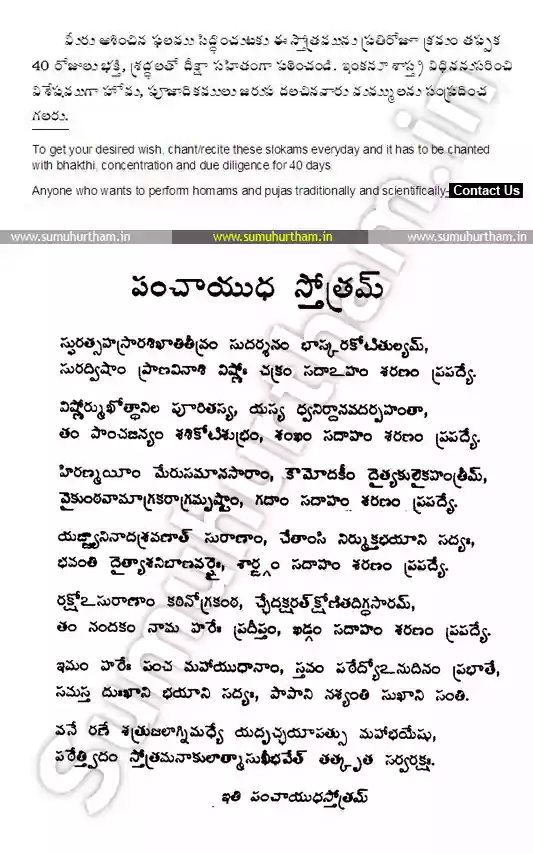 మీరు ఆశించిన ఫలము సిద్ధించుటకు ఈ స్తోత్రమును ప్రతిరోజూ క్రమం తప్పక
40 రోజులు భక్తి, శ్రద్ధలతో దీక్షా సహితంగా పఠించండి. ఇంకనూ శాస్త్ర విధిననుసరించి
విశేషముగా హోమ, పూజాదికములు జరుప దలచినవారు మమ్ములను సంప్రదించ
గలరు.
To get your desired wish, chant/recite these slokams everyday and it has to be chanted
with bhakthi, concentration and due diligence for 40 days.
Anyone who wants to perform homams and pujas traditionally and scientifically- Contact Us
www.sumuhurtham.in www.sumuhurtham.in www.sumuhurtham.in
పంచాయుధ స్తోత్రమ్
స్ఫురత్సహస్రారశిఖాతితీవ్రం సుదర్శనం భాస్కరకోటితుల్యమ్,
సురద్విషాం ప్రాణవినాశి విష్ణోః చక్రం సదాఽహం శరణం ప్రపద్యే.
విష్ణోర్ముఖోత్థానిల పూరితస్య, యస్య ధ్వనిర్దానవదర్పహంతా,
తం పాంచజన్యం శశికోటిశుభ్రం, శంఖం సదాహం శరణం ప్రపద్యే.
హిరణ్మయీం మేరుసమానసారాం, కౌమోదకీం దైత్యకులైకహంత్రీమ్,
వైకుంఠవామాగ్రకరాగ్రమృష్టాం, గదాం సదాహం శరణం ప్రపద్యే.
యజ్జ్యానినాదశ్రవణాత్ సురాణాం, చేతాంసి నిర్ముక్తభయాని సద్యః,
భవంతి దైత్యాశనిబాణవర్షైః, శార్ఙ్గం సదాహం శరణం ప్రపద్యే.
రక్షోఽసురాణాం కఠినోగ్రకంఠ, చ్ఛేదక్షరత్ క్షోణితదిగ్ధసారమ్,
తం నందకం నామ హరేః ప్రదీప్తం, ఖడ్గం సదాహం శరణం ప్రపద్యే.
ఇమం హరేః పంచ మహాయుధానాం, స్తవం పఠేద్యోఽనుదినం ప్రభాతే,
సమస్త దుఃఖాని భయాని సద్యః, పాపాని నశ్యంతి సుఖాని సంతి.
వనే రణే శత్రుజలాగ్నిమధ్యే యదృచ్ఛయాపత్సు మహాభయేషు,
పఠేత్త్విదం స్తోత్రమనాకులాత్మాసుఖీభవేత్ తత్కృత సర్వరక్షః.
ఇతి పంచాయుధస్తోత్రమ్
Sumuhurtham.in